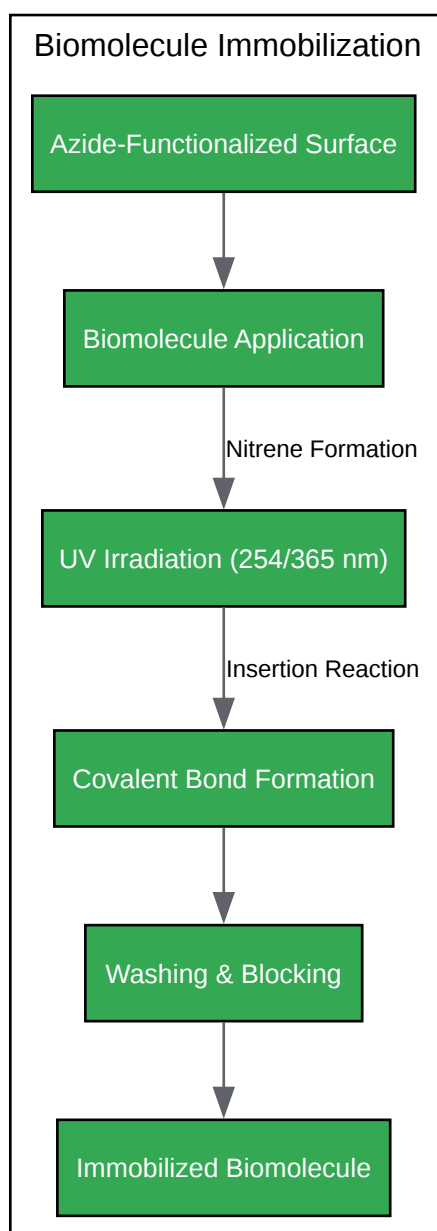 Biomolecule Immobilization
Azide-Functionalized Surface
Biomolecule Application
Nitrene Formation
UV Irradiation (254/365 nm)
Insertion Reaction
Covalent Bond Formation
Washing & Blocking
Immobilized Biomolecule